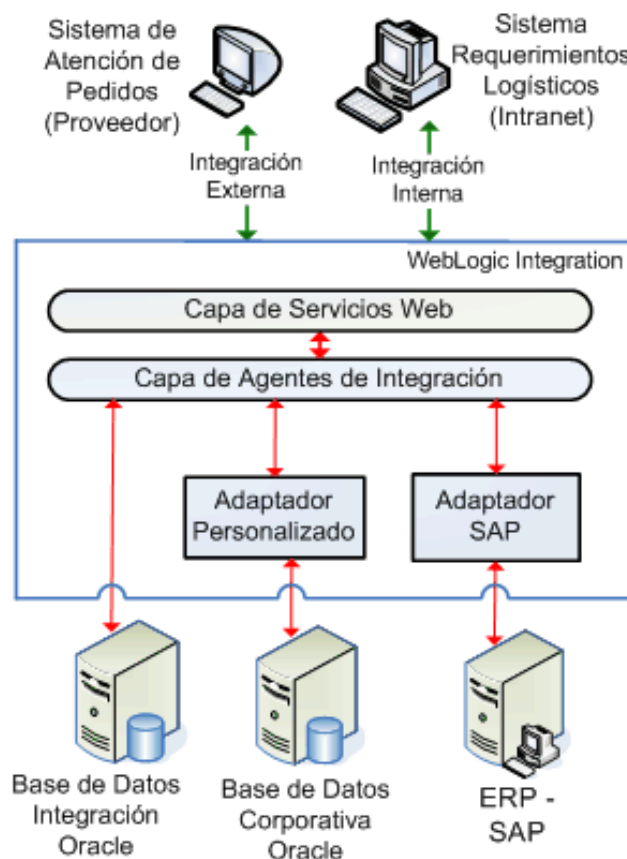 Sistema de
Atención de
Pedidos
(Proveedor)
Sistema
Requerimientos
Logísticos
(Intranet)
Integración
Externa
Integración
Interna
WebLogic Integration
Capa de Servicios Web
Capa de Agentes de Integración
Adaptador
Personalizado
Adaptador
SAP
Base de Datos
Integración
Oracle
Base de Datos
Corporativa
Oracle
ERP -
SAP